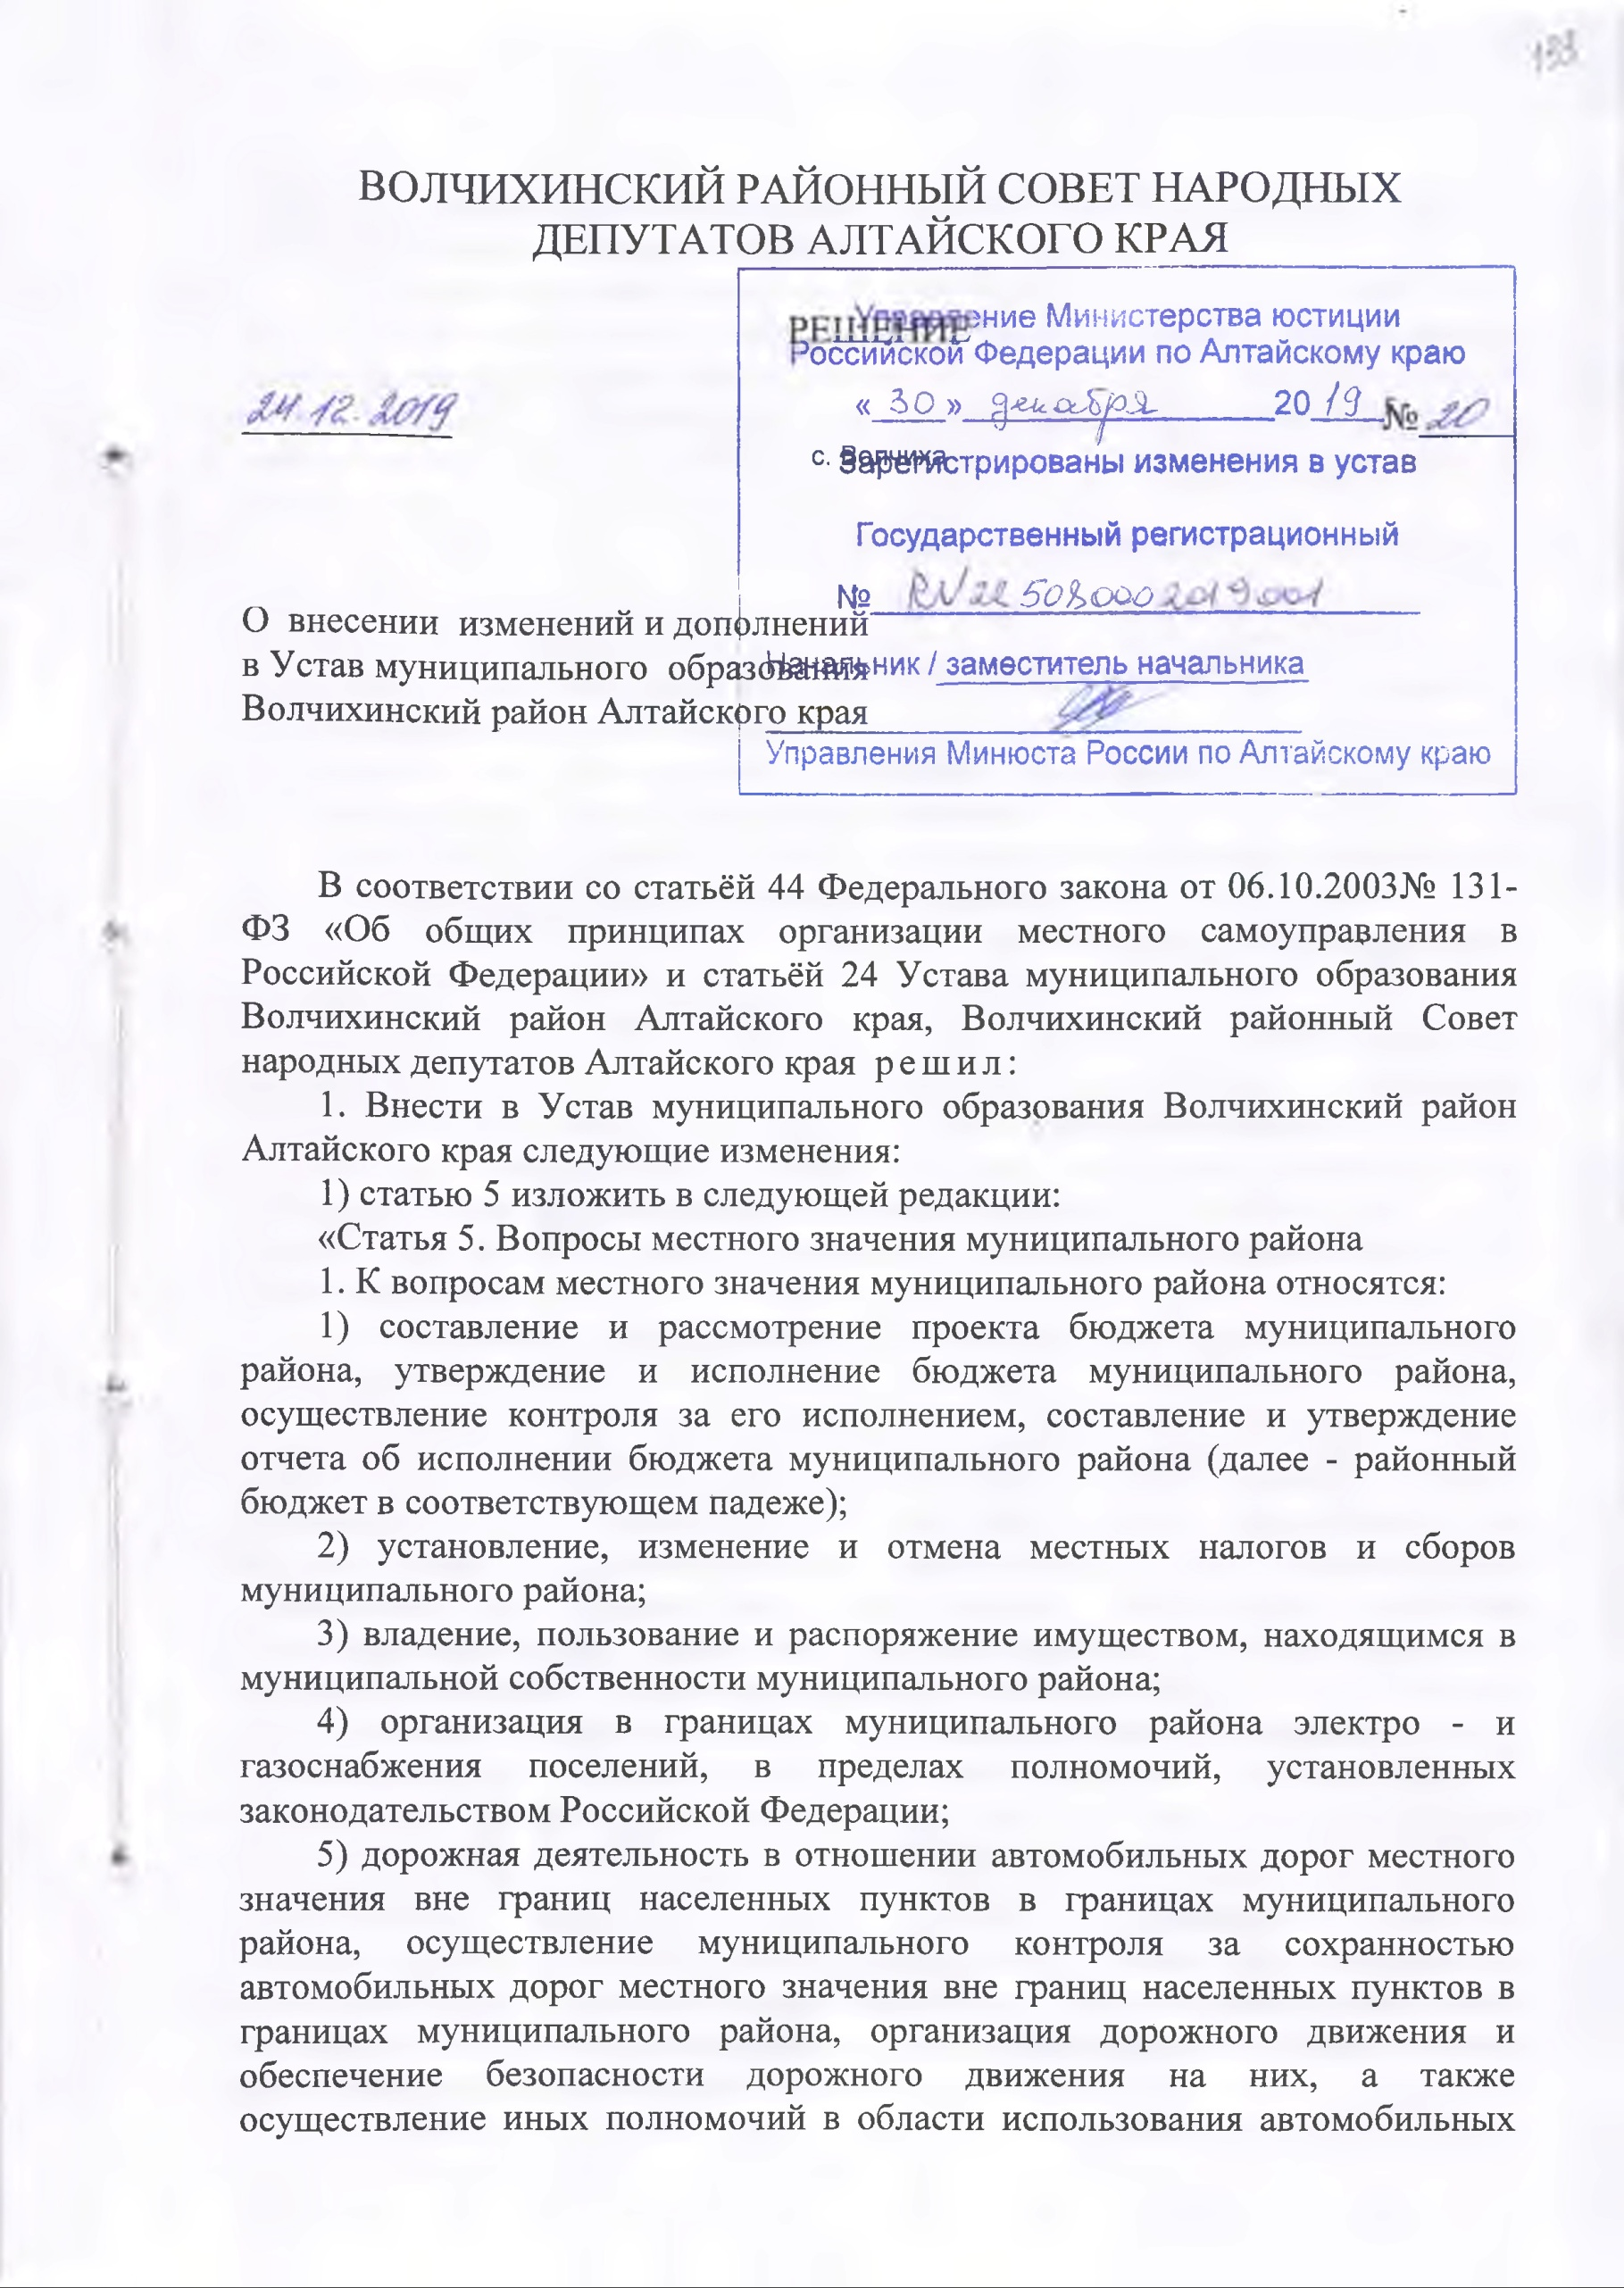 133
ВОЛЧИХИНСКИЙ РАЙОННЫЙ СОВЕТ НАРОДНЫХ
ДЕПУТАТОВ АЛТАЙСКОГО КРАЯ
РЕШЕНИЕ
Управление Министерства юстиции
Российской Федерации по Алтайскому краю
« 30 » декабря 2019
24.12.2019
№ 20
с. Волчиха
Зарегистрированы изменения в устав
Государственный регистрационный
№ RU225080002019001
О внесении изменений и дополнений
в Устав муниципального образования
Волчихинский район Алтайского края
Начальник / заместитель начальника
Управления Минюста России по Алтайскому краю
В соответствии со статьёй 44 Федерального закона от 06.10.2003№ 131-
ФЗ «Об общих принципах организации местного самоуправления в
Российской Федерации» и статьёй 24 Устава муниципального образования
Волчихинский район Алтайского края, Волчихинский районный Совет
народных депутатов Алтайского края р е ш и л :
1. Внести в Устав муниципального образования Волчихинский район
Алтайского края следующие изменения:
1) статью 5 изложить в следующей редакции:
«Статья 5. Вопросы местного значения муниципального района
1. К вопросам местного значения муниципального района относятся:
1) составление и рассмотрение проекта бюджета муниципального
района, утверждение и исполнение бюджета муниципального района,
осуществление контроля за его исполнением, составление и утверждение
отчета об исполнении бюджета муниципального района (далее - районный
бюджет в соответствующем падеже);
2) установление, изменение и отмена местных налогов и сборов
муниципального района;
3) владение, пользование и распоряжение имуществом, находящимся в
муниципальной собственности муниципального района;
4) организация в границах муниципального района электро - и
газоснабжения поселений, в пределах полномочий, установленных
законодательством Российской Федерации;
5) дорожная деятельность в отношении автомобильных дорог местного
значения вне границ населенных пунктов в границах муниципального
района, осуществление муниципального контроля за сохранностью
автомобильных дорог местного значения вне границ населенных пунктов в
границах муниципального района, организация дорожного движения и
обеспечение безопасности дорожного движения на них, а также
осуществление иных полномочий в области использования автомобильных